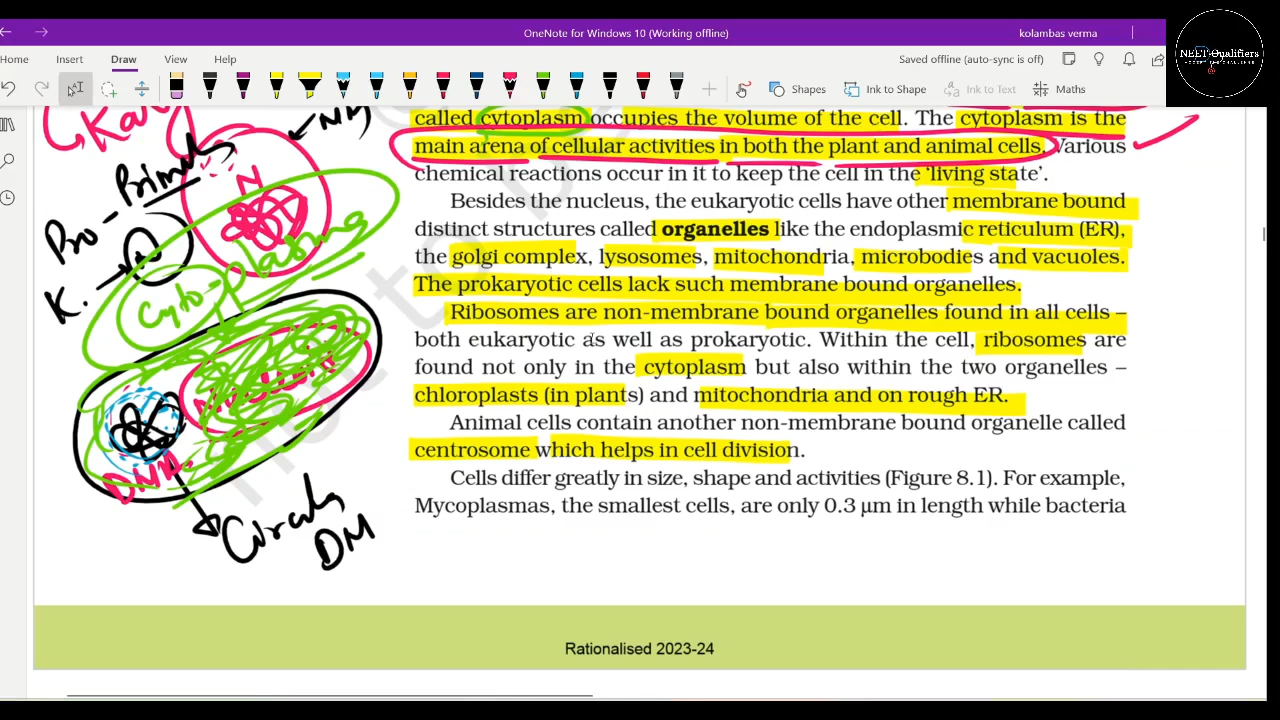 OneNote for Windows 10 (Working offline)
kolambas verma
NEET Qualifiers
Home Insert Draw View Help
Saved offline (auto-sync is off)
Shapes Ink to Shape Ink to Text Maths
called cytoplasm occupies the volume of the cell. The cytoplasm is the
main arena of cellular activities in both the plant and animal cells. Various
chemical reactions occur in it to keep the cell in the ‘living state’.
Besides the nucleus, the eukaryotic cells have other membrane bound
distinct structures called organelles like the endoplasmic reticulum (ER),
the golgi complex, lysosomes, mitochondria, microbodies and vacuoles.
The prokaryotic cells lack such membrane bound organelles.
Ribosomes are non-membrane bound organelles found in all cells –
both eukaryotic as well as prokaryotic. Within the cell, ribosomes are
found not only in the cytoplasm but also within the two organelles –
chloroplasts (in plants) and mitochondria and on rough ER.
Animal cells contain another non-membrane bound organelle called
centrosome which helps in cell division.
Cells differ greatly in size, shape and activities (Figure 8.1). For example,
Mycoplasmas, the smallest cells, are only 0.3 µm in length while bacteria
NM
N
Pro -
K.
Cyto-plasma
DNA
Rationalised 2023-24